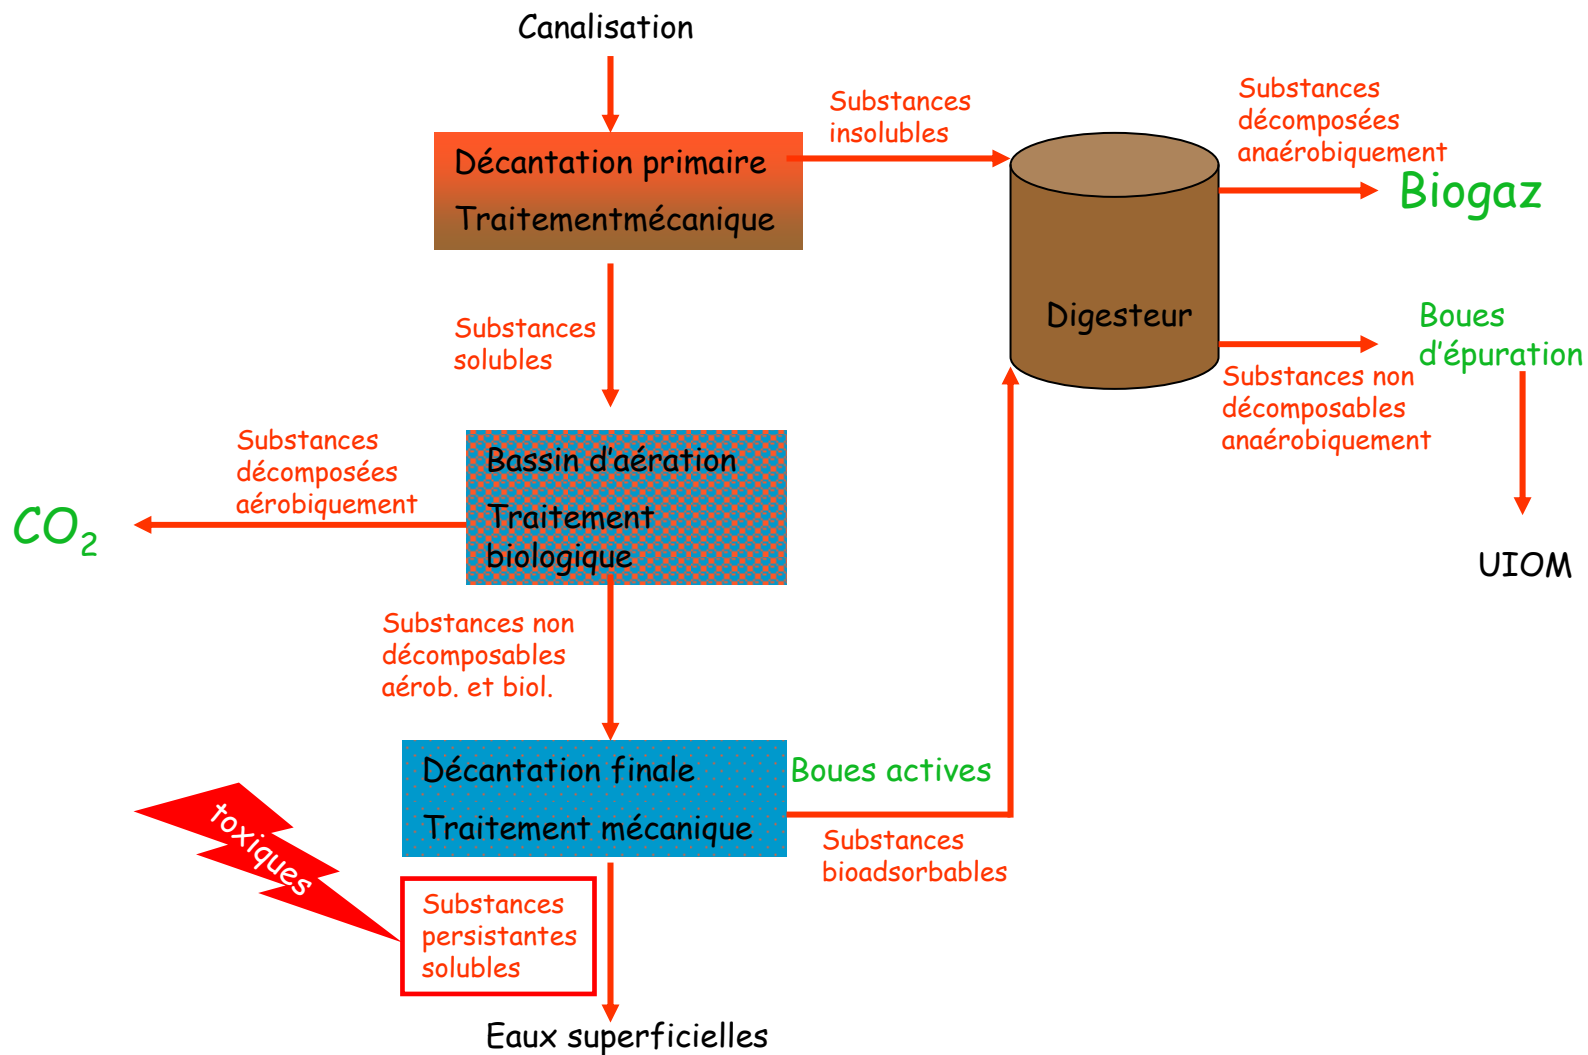 Canalisation
Substances
insolubles
Substances
décomposées
anaérobiquement
Biogaz
Décantation primaire
Traitementmécanique
Digesteur
Boues
d'épuration
Substances
solubles
Substances non
décomposables
anaérobiquement
Substances
décomposées
aérobiquement
CO₂
Bassin d'aération
Traitement
biologique
UIOM
Substances non
décomposables
aérob. et biol.
Décantation finale
Traitement mécanique
Boues actives
Substances
bioadsorbables
toxiques
Substances
persistantes
solubles
Eaux superficielles